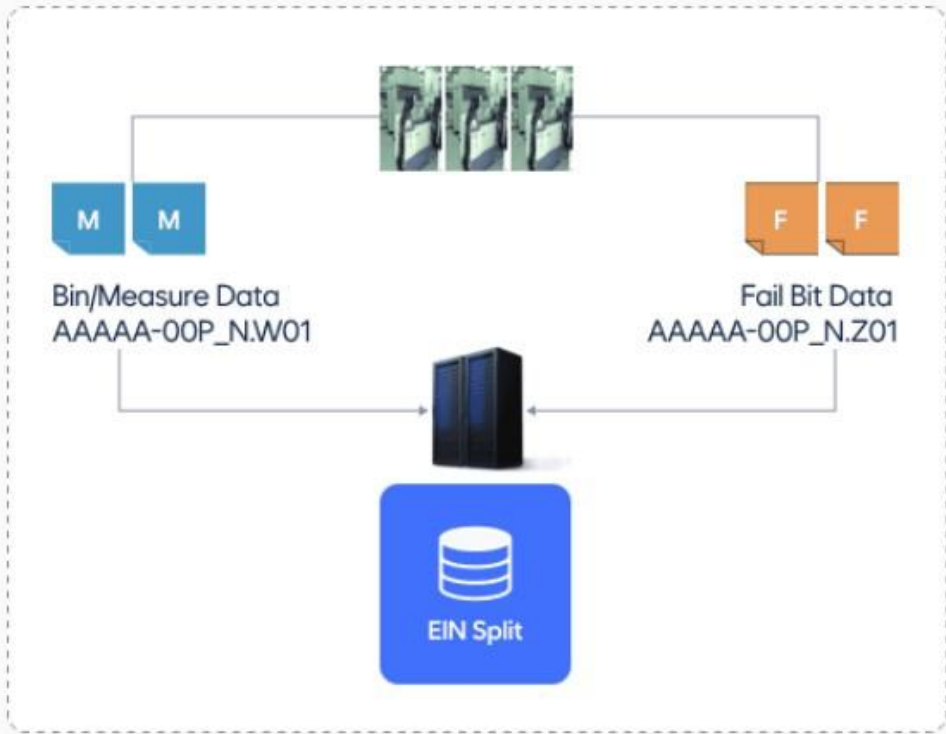 M
M
F
F
Bin/Measure Data
AAAAA-00P_N.W01
Fail Bit Data
AAAAA-00P_N.Z01
EIN Split